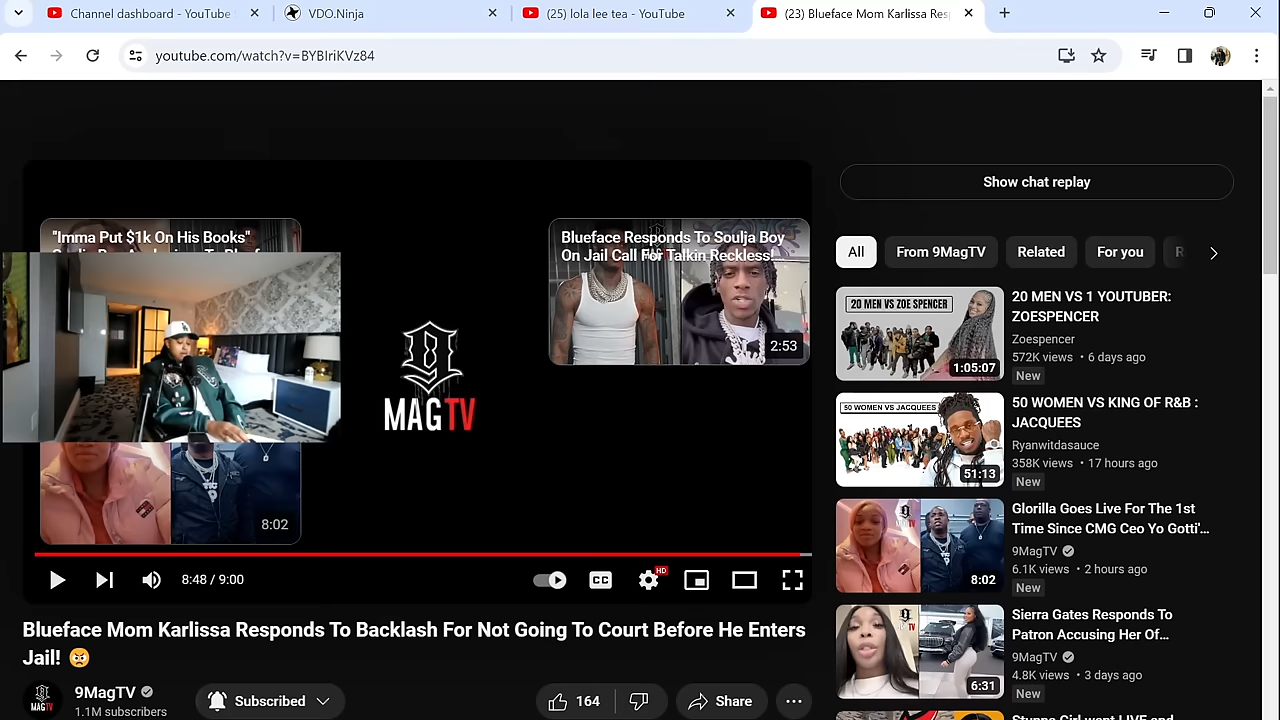 Channel dashboard - YouTube
VDO.Ninja
(25) lola lee tea - YouTube
(23) Blueface Mom Karlissa Res
youtube.com/watch?v=BYBIriKVz84
"Imma Put $1k On His Books"
Blueface Responds To Soulja Boy
On Jail Call For Talkin Reckless!
2:53
MAGTV
8:02
8:48 / 9:00
CC
HD
Blueface Mom Karlissa Responds To Backlash For Not Going To Court Before He Enters
Jail! 😡
MAGTV
9MagTV
1.1M subscribers
Subscribed
164
Share
Show chat replay
All
From 9MagTV
Related
For you
R
20 MEN VS ZOE SPENCER
1:05:07
20 MEN VS 1 YOUTUBER:
ZOESPENCER
Zoespencer
572K views • 6 days ago
New
50 WOMEN VS JACQUEES
51:13
50 WOMEN VS KING OF R&B :
JACQUEES
Ryanwitdasauce
358K views • 17 hours ago
New
8:02
Glorilla Goes Live For The 1st
Time Since CMG Ceo Yo Gotti'...
9MagTV
6.1K views • 2 hours ago
New
6:31
Sierra Gates Responds To
Patron Accusing Her Of...
9MagTV
4.8K views • 3 days ago
New